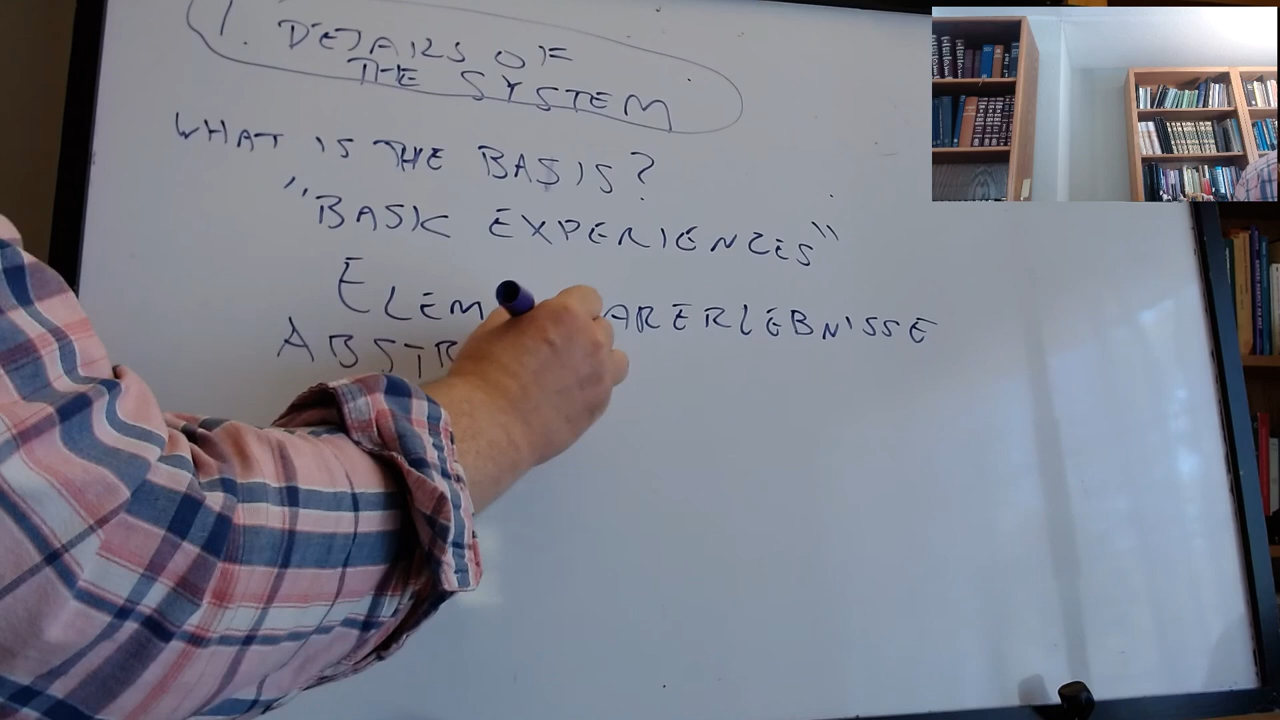 1. DETAILS OF
THE SYSTEM
WHAT IS THE BASIS?
"BASIC EXPERIENCES"
ELEM ARERLEBNISSE
ABSTR